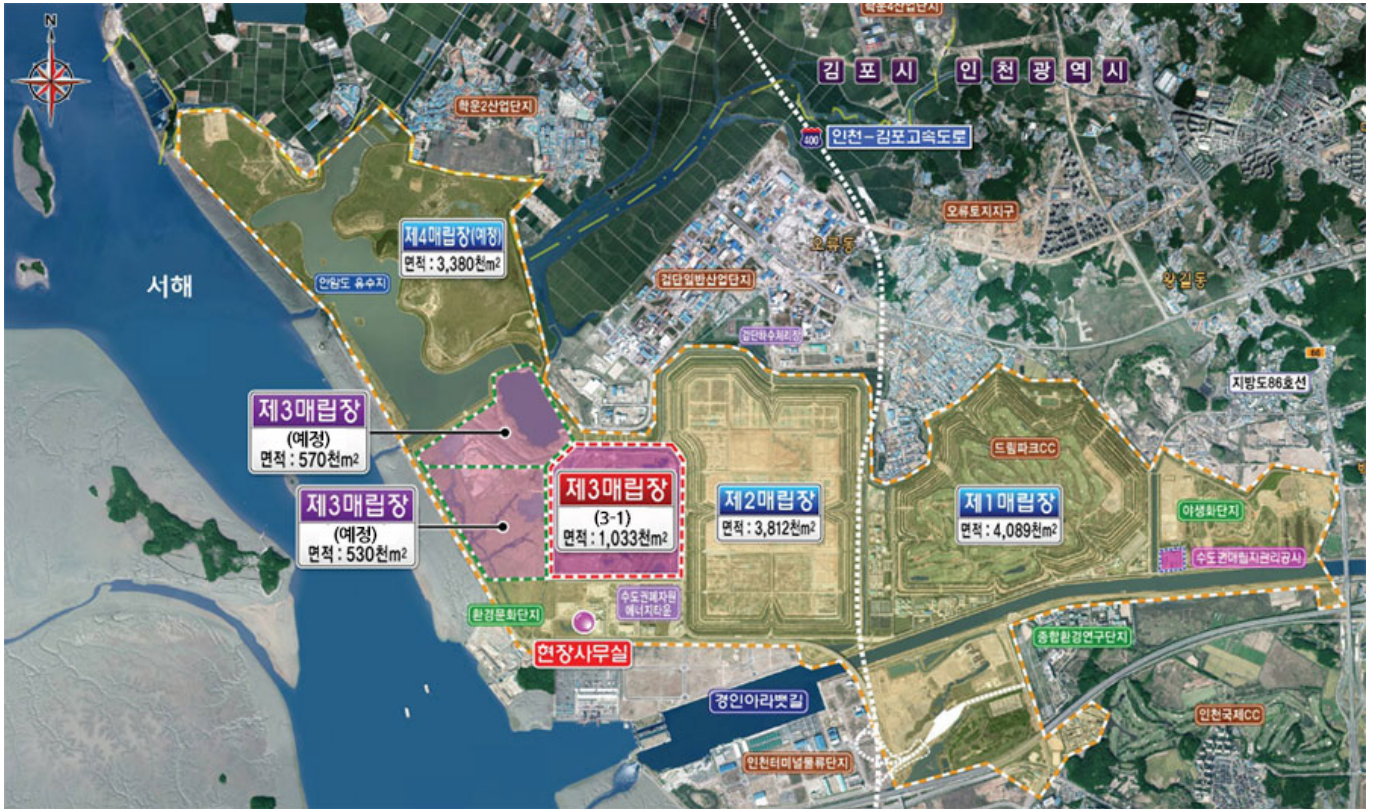 N
학운4산업단지
김포시
인천광역시
학운2산업단지
400
인천-김포고속도로
오류토지지구
오류동
제4매립장(예정)
면적 : 3,380천m²
안암도 유수지
서해
검단일반산업단지
왕길동
검단하수처리장
86
지방도86호선
제3매립장
(예정)
면적 : 570천m²
드림파크CC
제3매립장
(예정)
면적 : 530천m²
제3매립장
(3-1)
면적 : 1,033천m²
제2매립장
면적 : 3,812천m²
제1매립장
면적 : 4,089천m²
야생화단지
수도권매립지관리공사
환경문화단지
수도권폐자원
에너지타운
현장사무실
종합환경연구단지
경인아라뱃길
인천국제CC
인천터미널물류단지